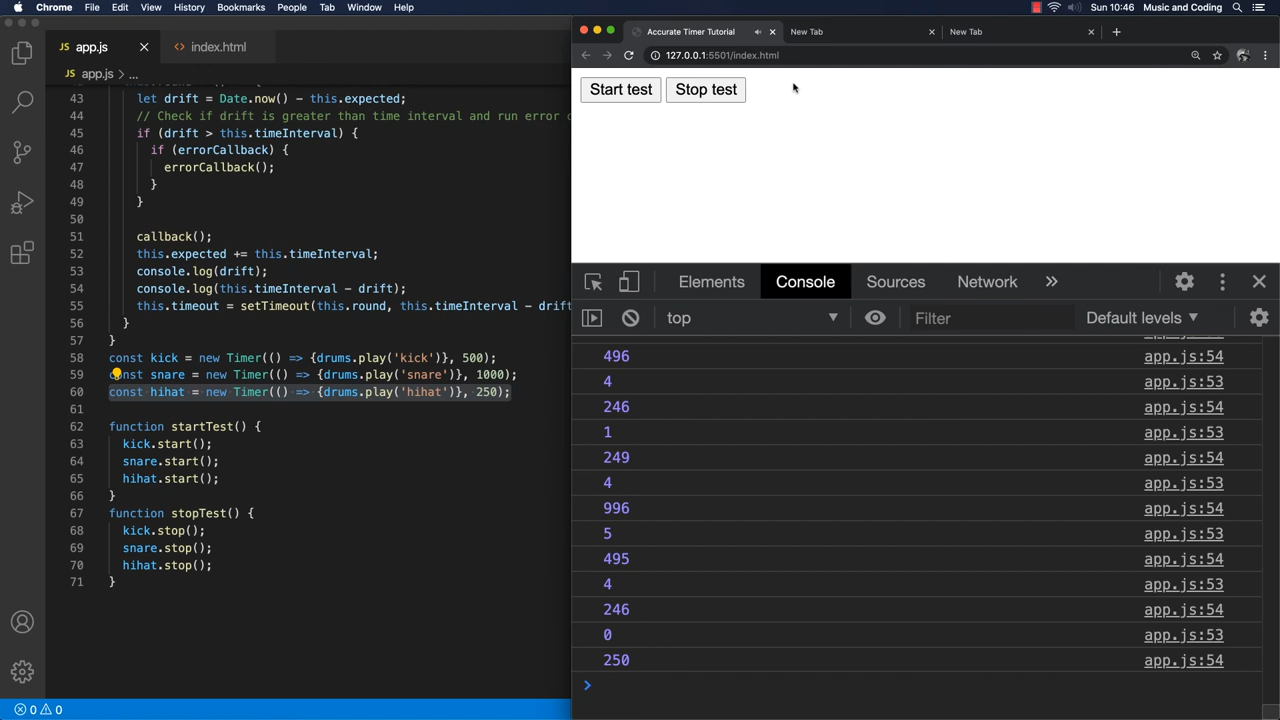 Chrome File Edit View History Bookmarks People Tab Window Help Sun 10:46 Music and Coding
app.js index.html
app.js > ...
43 let drift = Date.now() - this.expected;
44 // Check if drift is greater than time interval and run error
45 if (drift > this.timeInterval) {
46 if (errorCallback) {
47 errorCallback();
48 }
49 }
50
51 callback();
52 this.expected += this.timeInterval;
53 console.log(drift);
54 console.log(this.timeInterval - drift);
55 this.timeout = setTimeout(this.round, this.timeInterval - drift
56 }
57 }
58 const kick = new Timer(() => {drums.play('kick')}, 500);
59 const snare = new Timer(() => {drums.play('snare')}, 1000);
60 const hihat = new Timer(() => {drums.play('hihat')}, 250);
61
62 function startTest() {
63 kick.start();
64 snare.start();
65 hihat.start();
66 }
67 function stopTest() {
68 kick.stop();
69 snare.stop();
70 hihat.stop();
71 }
0 0
Accurate Timer Tutorial New Tab New Tab
127.0.0.1:5501/index.html
Start test Stop test
Elements Console Sources Network »
top Filter Default levels
496 app.js:54
4 app.js:53
246 app.js:54
1 app.js:53
249 app.js:54
4 app.js:53
996 app.js:54
5 app.js:53
495 app.js:54
4 app.js:53
246 app.js:54
0 app.js:53
250 app.js:54
>